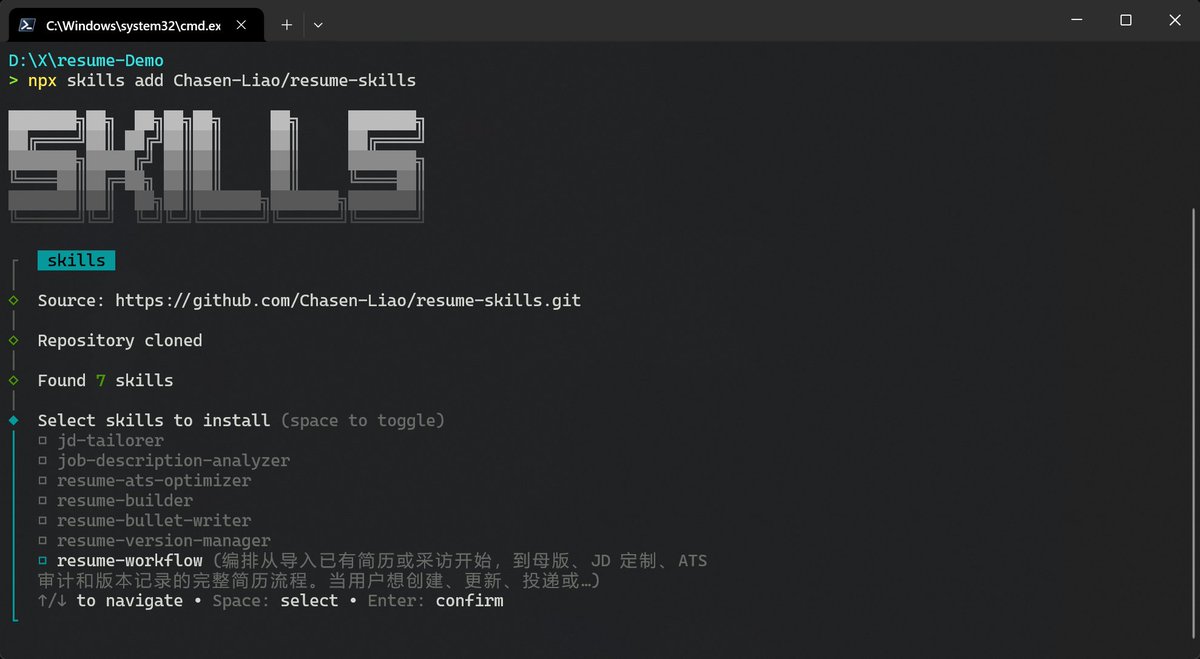 C:\Windows\system32\cmd.ex
D:\X\resume-Demo
> npx skills add Chasen-Liao/resume-skills
SKILLS
skills
Source: https://github.com/Chasen-Liao/resume-skills.git
Repository cloned
Found 7 skills
Select skills to install (space to toggle)
jd-tailorer
job-description-analyzer
resume-ats-optimizer
resume-builder
resume-bullet-writer
resume-version-manager
resume-workflow (编排从导入已有简历或采访开始，到母版、JD 定制、ATS
审计和版本记录的完整简历流程。当用户想创建、更新、投递或…)
↑/↓ to navigate • Space: select • Enter: confirm